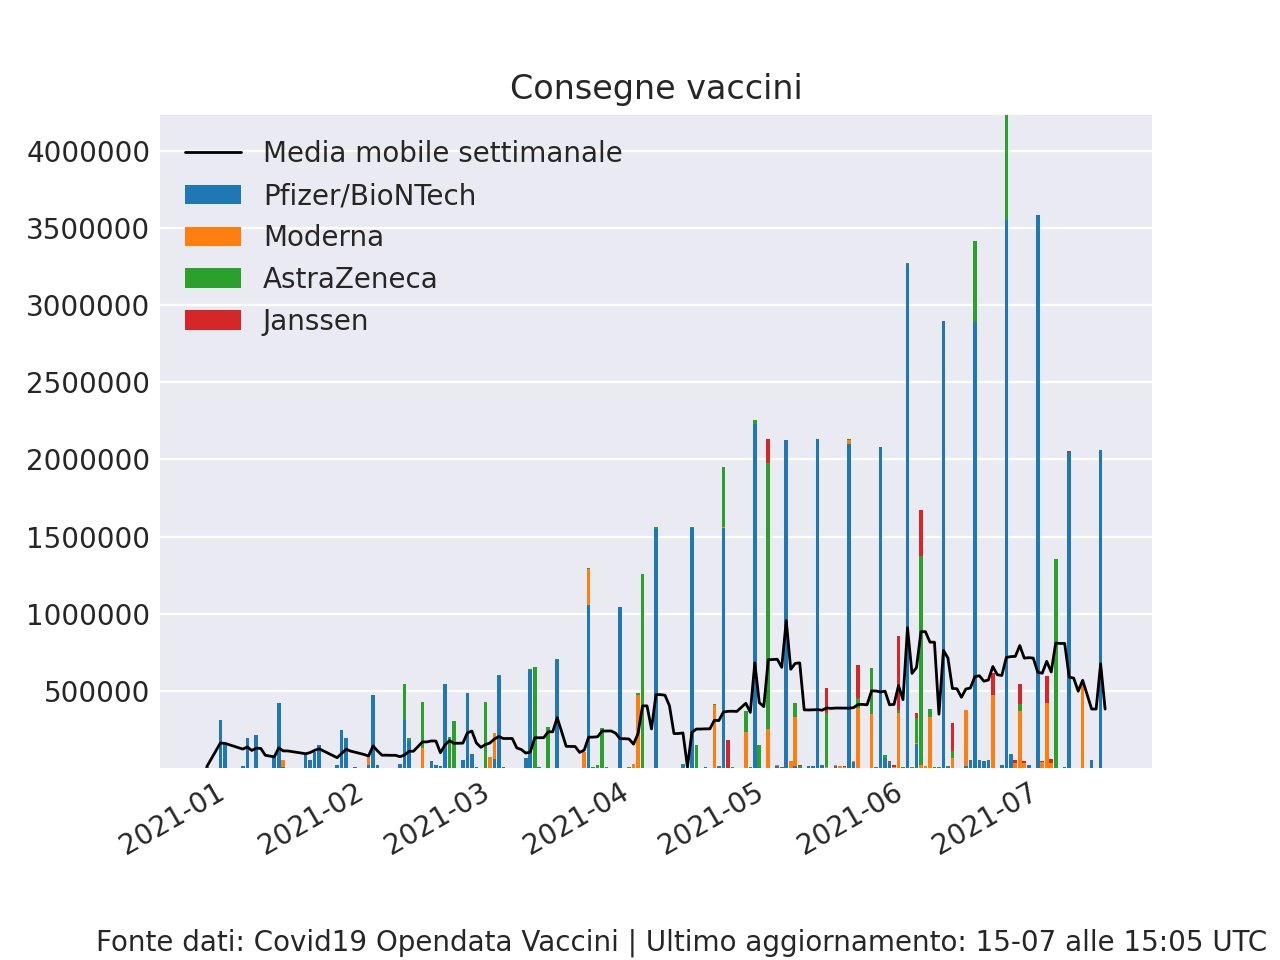 Consegne vaccini
4000000
3500000
3000000
2500000
2000000
1500000
1000000
500000
Media mobile settimanale
Pfizer/BioNTech
Moderna
AstraZeneca
Janssen
2021-01
2021-02
2021-03
2021-04
2021-05
2021-06
2021-07
Fonte dati: Covid19 Opendata Vaccini | Ultimo aggiornamento: 15-07 alle 15:05 UTC